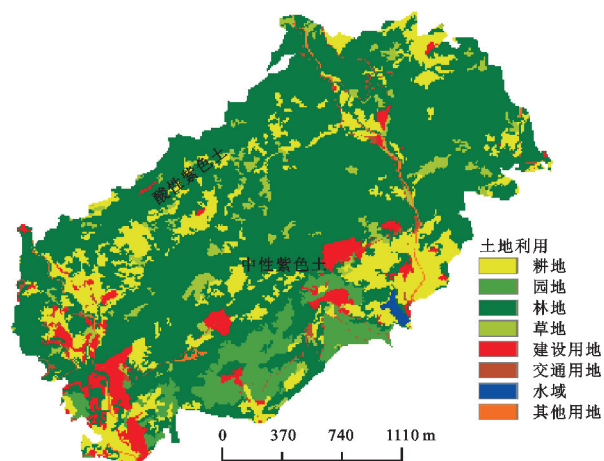 酸性紫色土
中性紫色土
土地利用
耕地
园地
林地
草地
建设用地
交通用地
水域
其他用地
0 370 740 1110 m